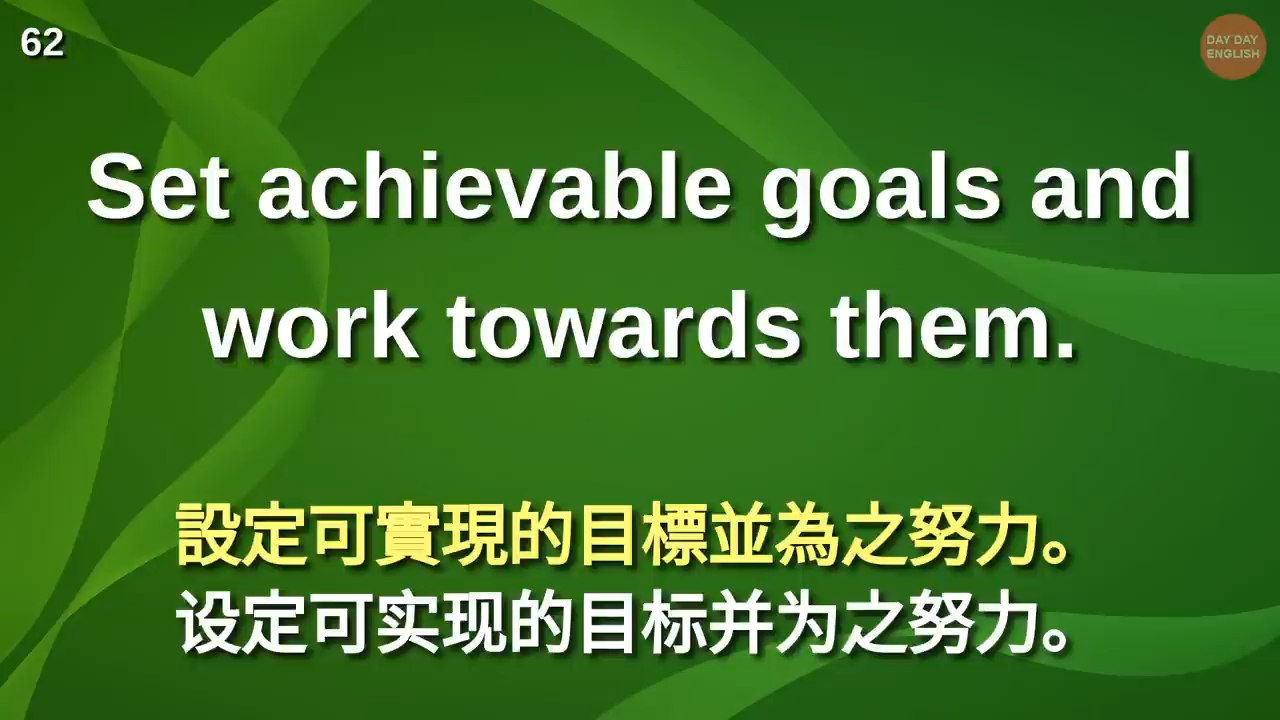 62
DAY DAY
ENGLISH
Set achievable goals and
work towards them.
設定可實現的目標並為之努力。
设定可实现的目标并为之努力。